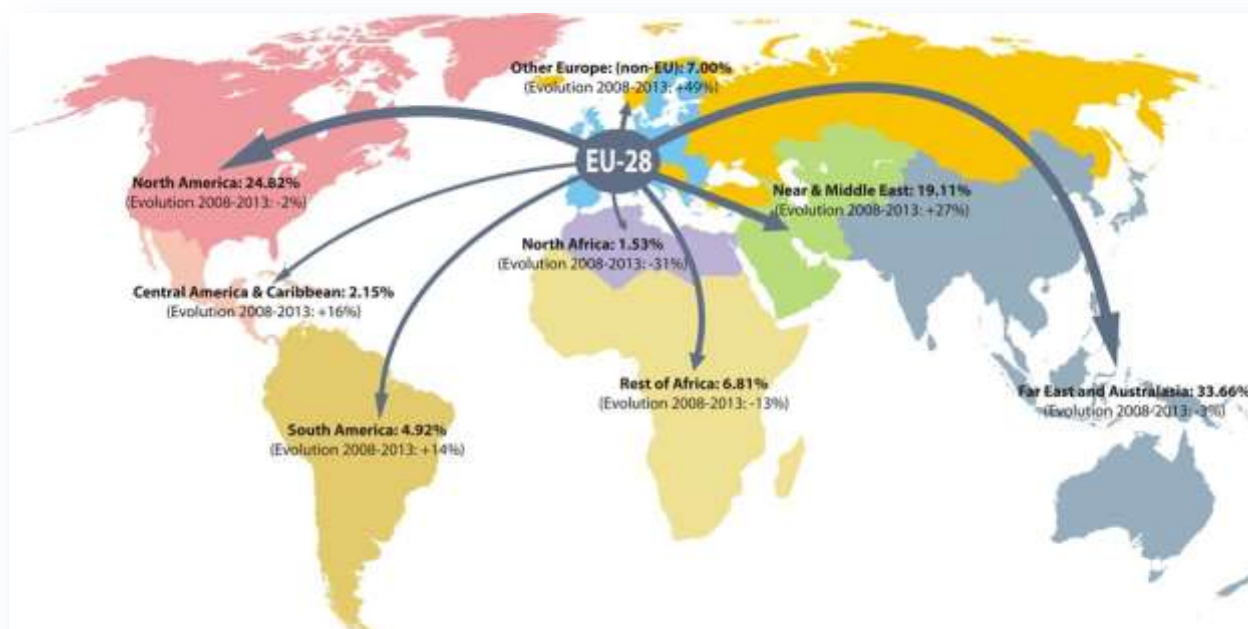 Other Europe: (non-EU): 7.00%
(Evolution 2008-2013: +49%)
EU-28
North America: 24.82%
(Evolution 2008-2013: -2%)
Near & Middle East: 19.11%
(Evolution 2008-2013: +27%)
North Africa: 1.53%
(Evolution 2008-2013: -31%)
Central America & Caribbean: 2.15%
(Evolution 2008-2013: +16%)
Rest of Africa: 6.81%
(Evolution 2008-2013: -13%)
Far East and Australasia: 33.66%
(Evolution 2008-2013: -3%)
South America: 4.92%
(Evolution 2008-2013: +14%)